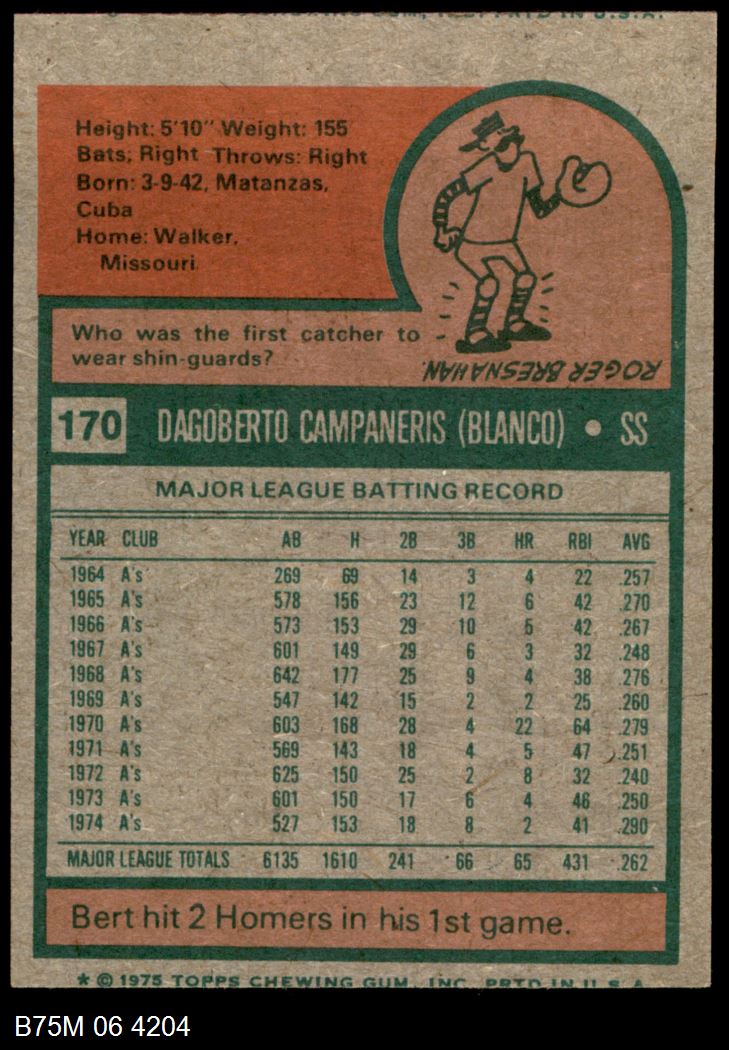 Height: 5'10" Weight: 155
Bats: Right Throws: Right
Born: 3-9-42, Matanzas,
Cuba
Home: Walker,
Missouri
Who was the first catcher to
wear shin-guards?
ROGER BRESNAHAN.
170 DAGOBERTO CAMPANERIS (BLANCO) • SS
MAJOR LEAGUE BATTING RECORD
YEAR CLUB AB H 2B 3B HR RBI AVG
1964 A's 269 69 14 3 4 22 .257
1965 A's 578 156 23 12 6 42 .270
1966 A's 573 153 29 10 5 42 .267
1967 A's 601 149 29 6 3 32 .248
1968 A's 642 177 25 9 4 38 .276
1969 A's 547 142 15 2 2 25 .260
1970 A's 603 168 28 4 22 64 .279
1971 A's 569 143 18 4 5 47 .251
1972 A's 625 150 25 2 8 32 .240
1973 A's 601 150 17 6 4 46 .250
1974 A's 527 153 18 8 2 41 .290
MAJOR LEAGUE TOTALS 6135 1610 241 66 65 431 .262
Bert hit 2 Homers in his 1st game.
* © 1975 TOPPS CHEWING GUM, INC. PRTD IN U.S.A.
B75M 06 4204